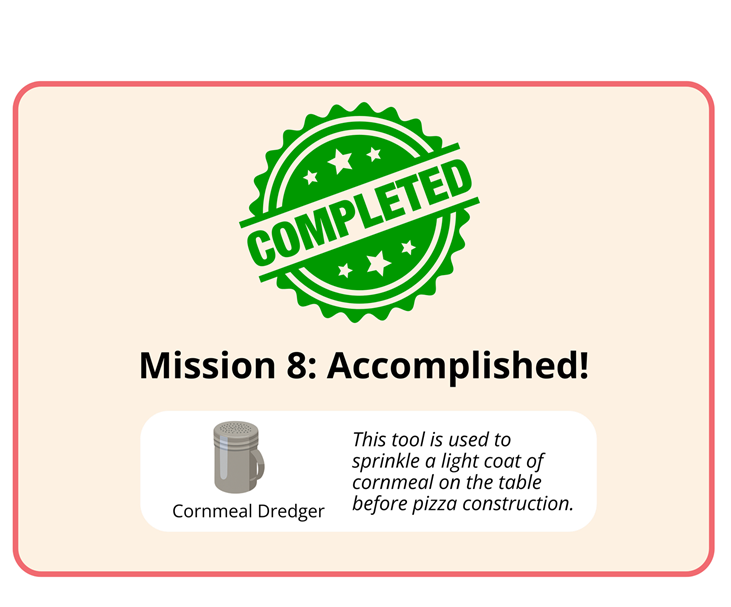 COMPLETED
Mission 8: Accomplished!
This tool is used to
sprinkle a light coat of
cornmeal on the table
before pizza construction.
Cornmeal Dredger